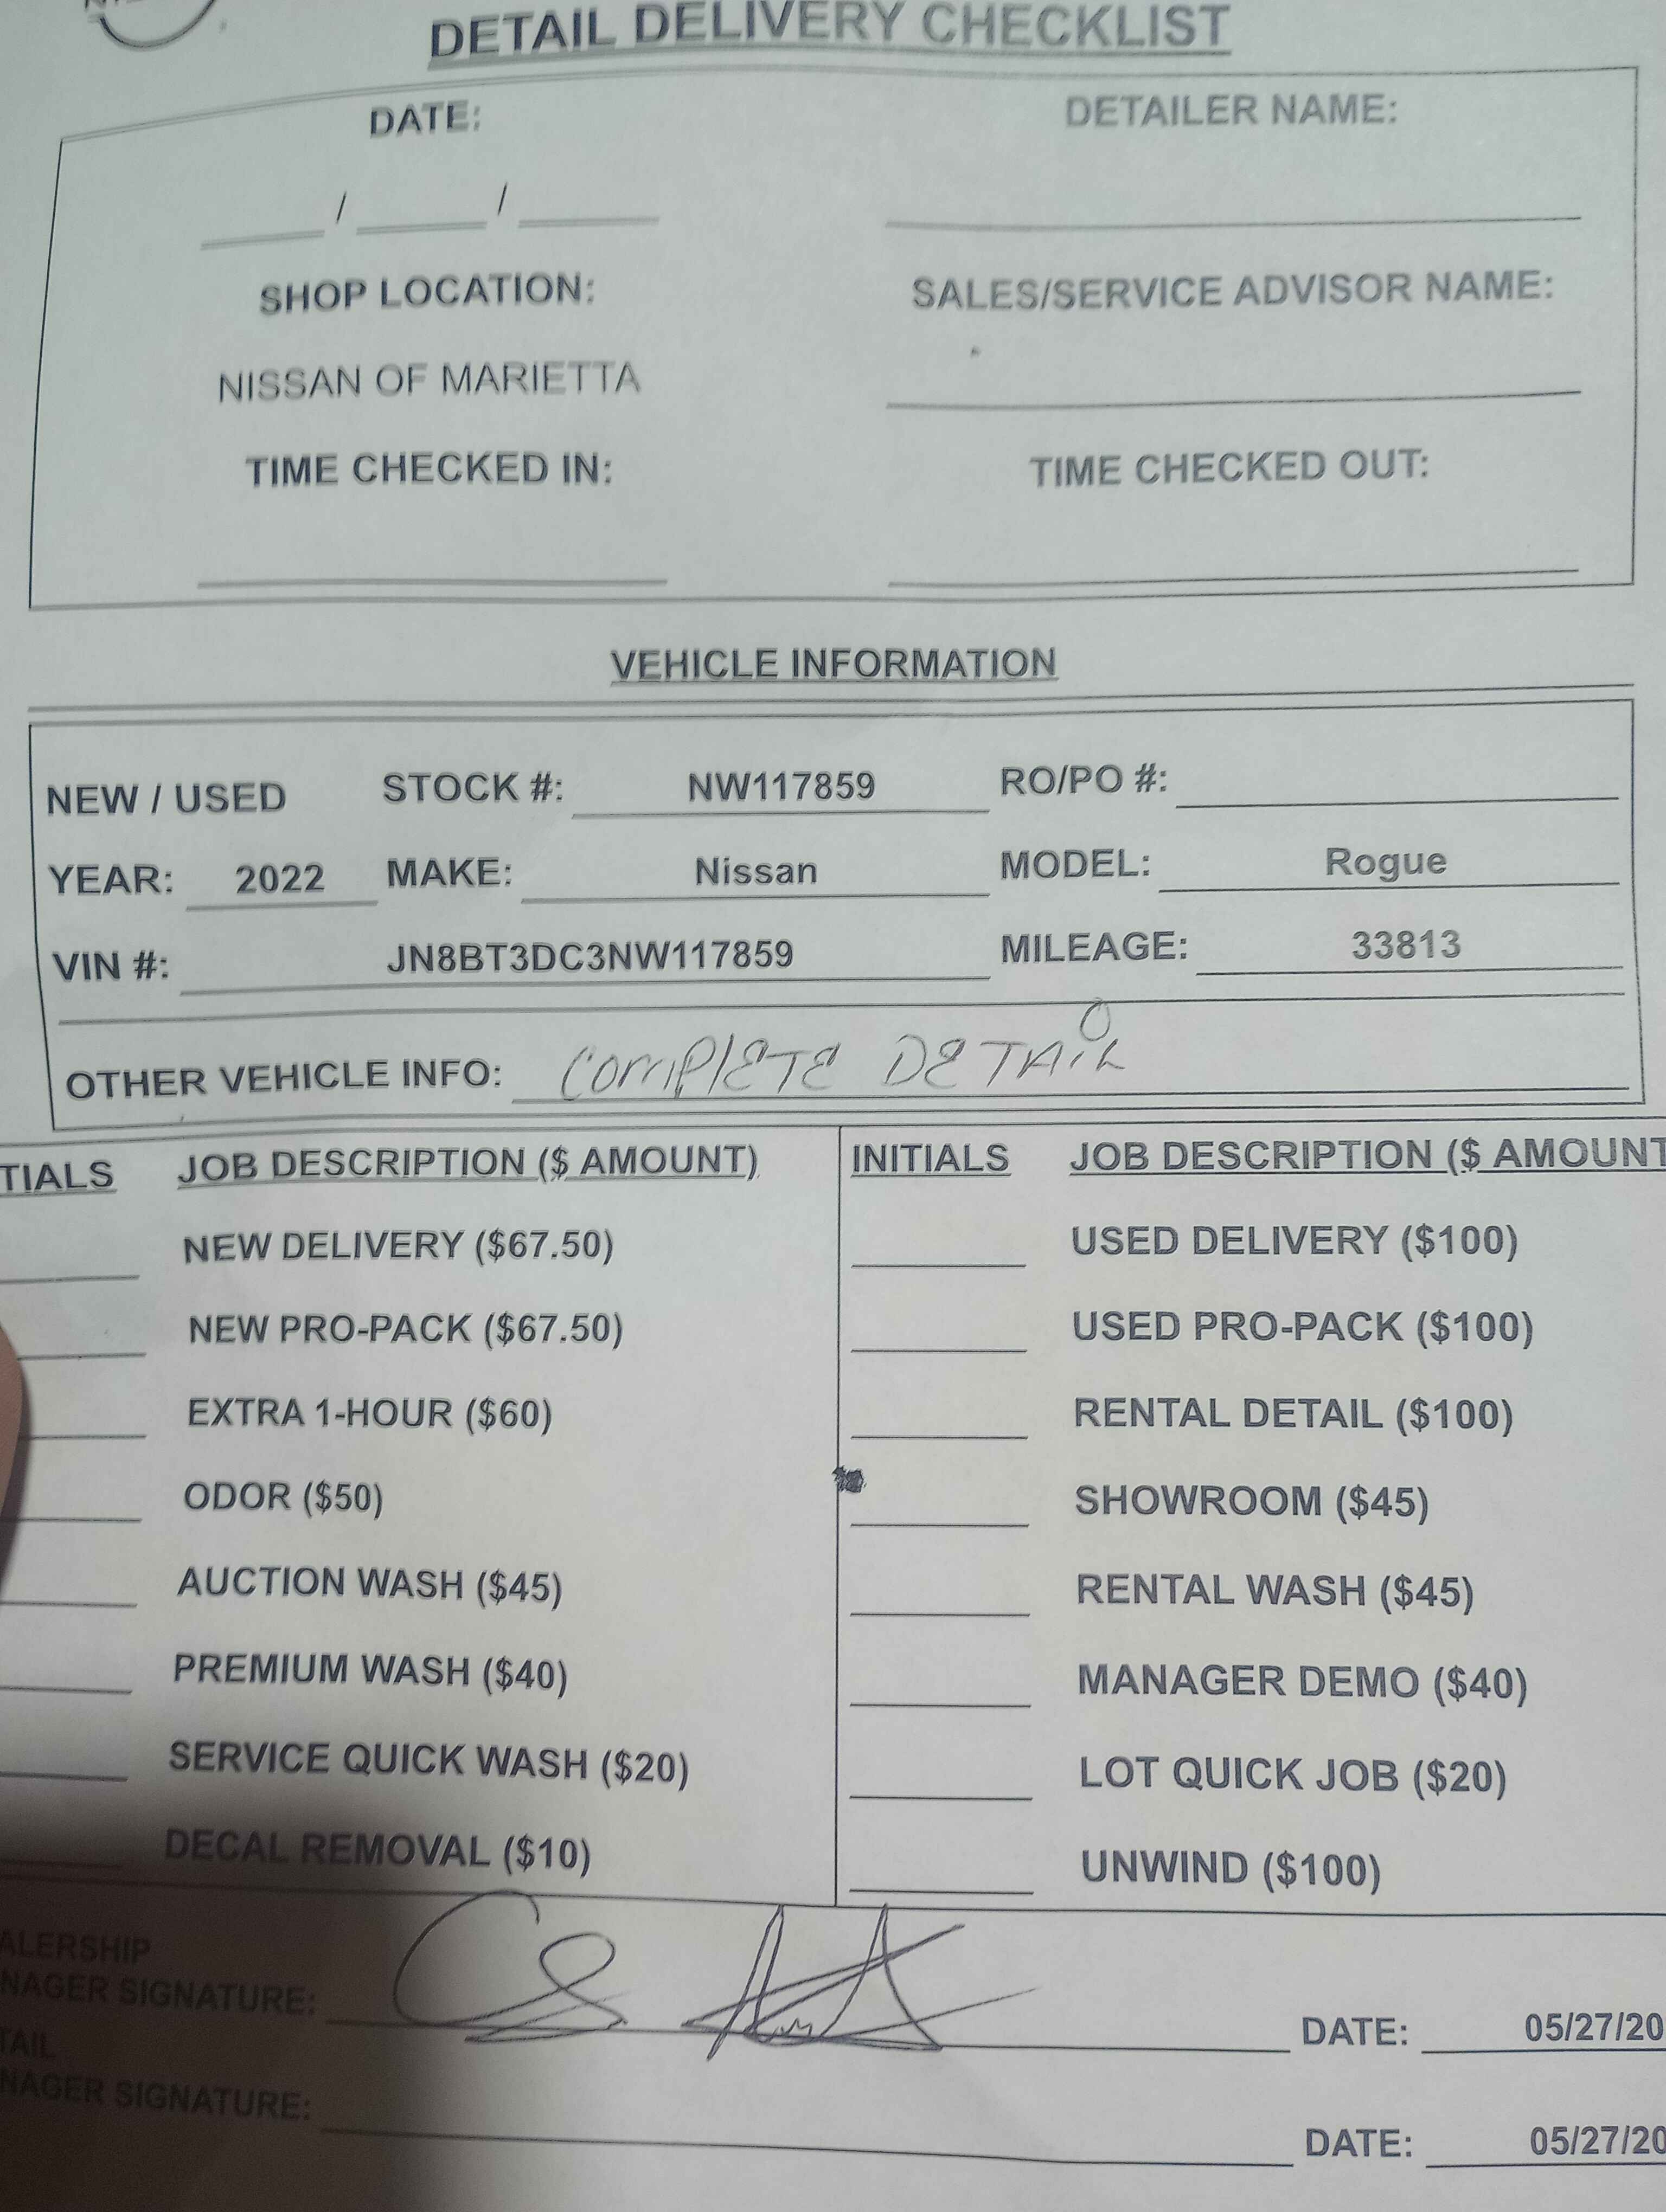 DETAIL DELIVERY CHECKLIST
DATE: DETAILER NAME:
/ /
SHOP LOCATION: SALES/SERVICE ADVISOR NAME:
NISSAN OF MARIETTA
TIME CHECKED IN: TIME CHECKED OUT:
VEHICLE INFORMATION
NEW / USED STOCK #: NW117859 RO/PO #:
YEAR: 2022 MAKE: Nissan MODEL: Rogue
VIN #: JN8BT3DC3NW117859 MILEAGE: 33813
OTHER VEHICLE INFO: COMPLETE DETAIL
TIALS JOB DESCRIPTION ($ AMOUNT) INITIALS JOB DESCRIPTION ($ AMOUNT
NEW DELIVERY ($67.50) USED DELIVERY ($100)
NEW PRO-PACK ($67.50) USED PRO-PACK ($100)
EXTRA 1-HOUR ($60) RENTAL DETAIL ($100)
ODOR ($50) SHOWROOM ($45)
AUCTION WASH ($45) RENTAL WASH ($45)
PREMIUM WASH ($40) MANAGER DEMO ($40)
SERVICE QUICK WASH ($20) LOT QUICK JOB ($20)
DECAL REMOVAL ($10) UNWIND ($100)
ALERSHIP
NAGER SIGNATURE: DATE: 05/27/20
TAIL
NAGER SIGNATURE: DATE: 05/27/20